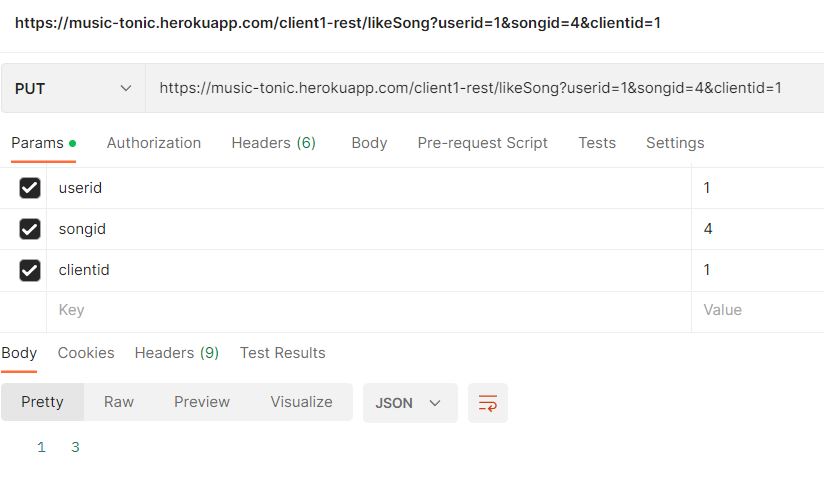 https://music-tonic.herokuapp.com/client1-rest/likeSong?userid=1&songid=4&clientid=1
PUT https://music-tonic.herokuapp.com/client1-rest/likeSong?userid=1&songid=4&clientid=1
Params Authorization Headers (6) Body Pre-request Script Tests Settings
userid 1
songid 4
clientid 1
Key Value
Body Cookies Headers (9) Test Results
Pretty Raw Preview Visualize JSON
1 3